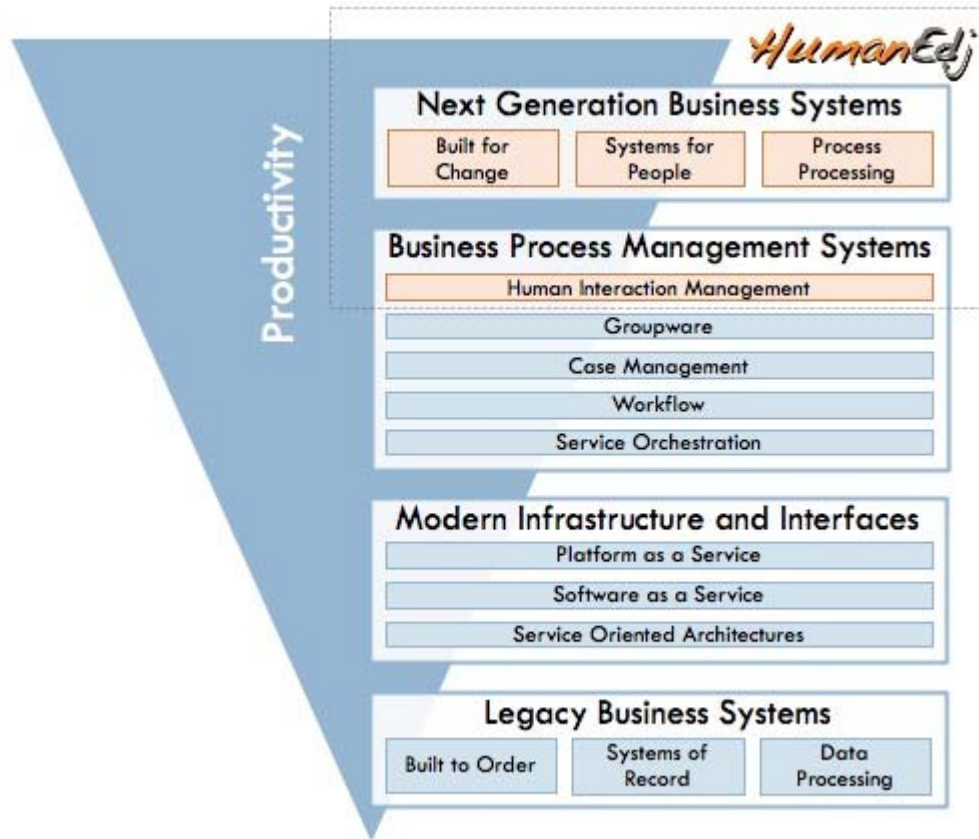 HumanEdj
Productivity
Next Generation Business Systems
Built for
Change
Systems for
People
Process
Processing
Business Process Management Systems
Human Interaction Management
Groupware
Case Management
Workflow
Service Orchestration
Modern Infrastructure and Interfaces
Platform as a Service
Software as a Service
Service Oriented Architectures
Legacy Business Systems
Built to Order
Systems of
Record
Data
Processing